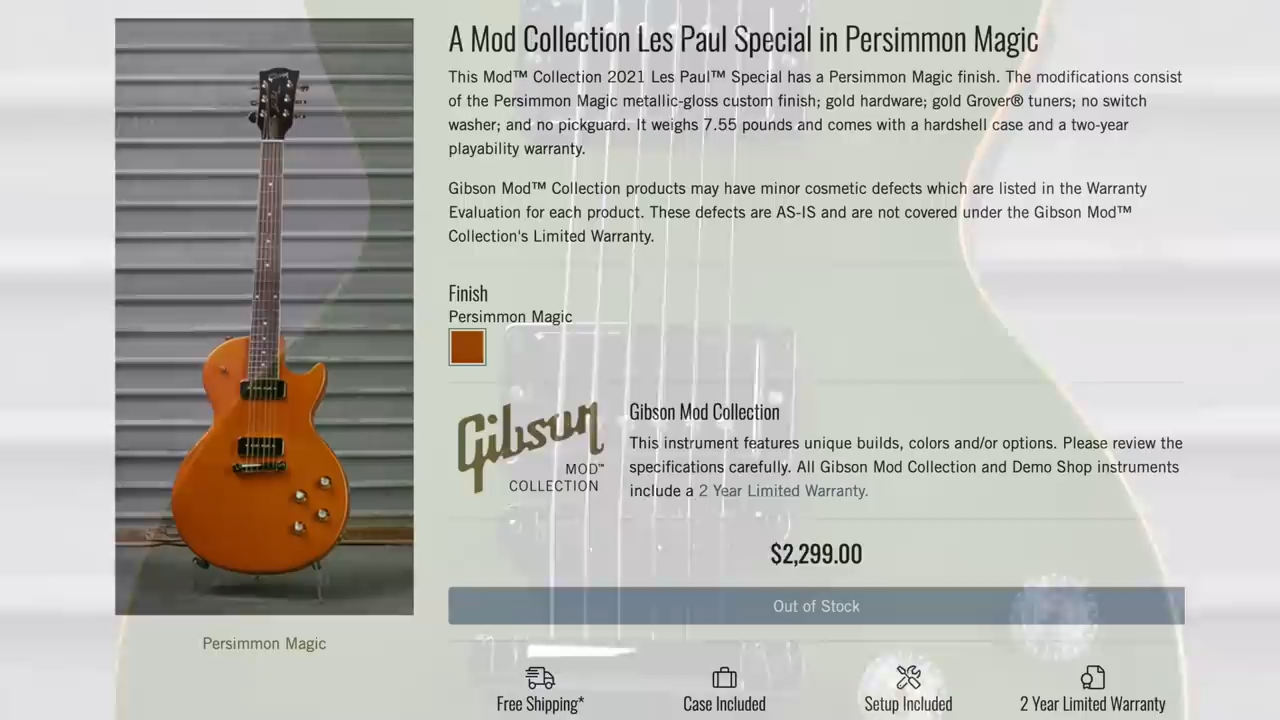 A Mod Collection Les Paul Special in Persimmon Magic
This Mod™ Collection 2021 Les Paul™ Special has a Persimmon Magic finish. The modifications consist
of the Persimmon Magic metallic-gloss custom finish; gold hardware; gold Grover® tuners; no switch
washer; and no pickguard. It weighs 7.55 pounds and comes with a hardshell case and a two-year
playability warranty.
Gibson Mod™ Collection products may have minor cosmetic defects which are listed in the Warranty
Evaluation for each product. These defects are AS-IS and are not covered under the Gibson Mod™
Collection's Limited Warranty.
Finish
Persimmon Magic
Gibson
MOD™
COLLECTION
Gibson Mod Collection
This instrument features unique builds, colors and/or options. Please review the
specifications carefully. All Gibson Mod Collection and Demo Shop instruments
include a 2 Year Limited Warranty.
$2,299.00
Out of Stock
Gibson
Persimmon Magic
Free Shipping*
Case Included
Setup Included
2 Year Limited Warranty